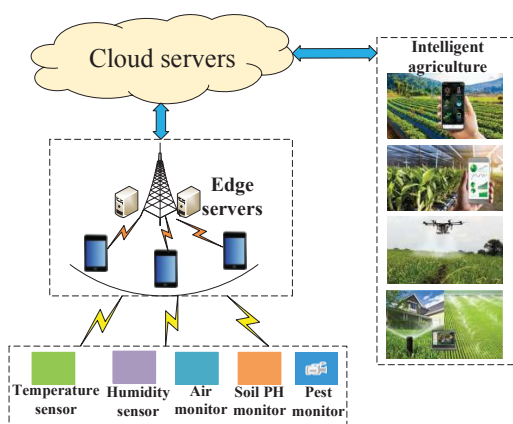 Cloud servers
Intelligent
agriculture
Edge
servers
Temperature
sensor
Humidity
sensor
Air
monitor
Soil PH
monitor
Pest
monitor